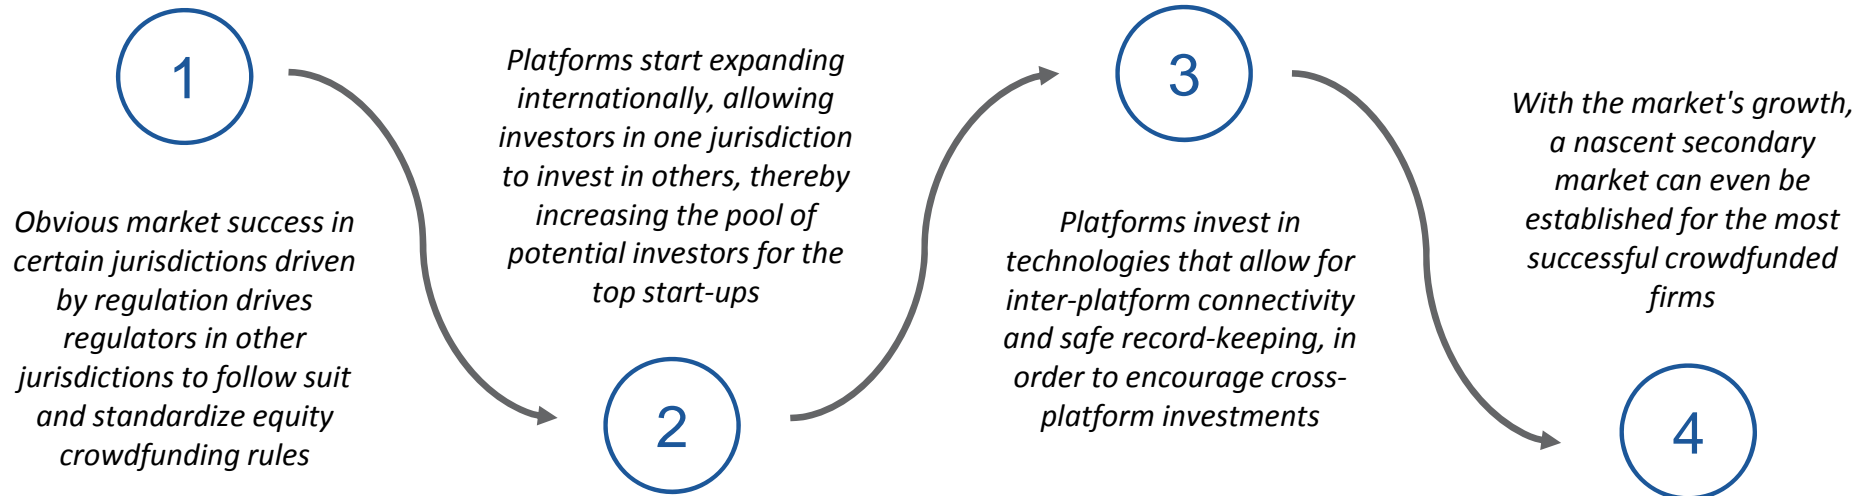 1
Obvious market success in
certain jurisdictions driven
by regulation drives
regulators in other
jurisdictions to follow suit
and standardize equity
crowdfunding rules
Platforms start expanding
internationally, allowing
investors in one jurisdiction
to invest in others, thereby
increasing the pool of
potential investors for the
top start-ups
2
3
Platforms invest in
technologies that allow for
inter-platform connectivity
and safe record-keeping, in
order to encourage cross-
platform investments
With the market's growth,
a nascent secondary
market can even be
established for the most
successful crowdfunded
firms
4